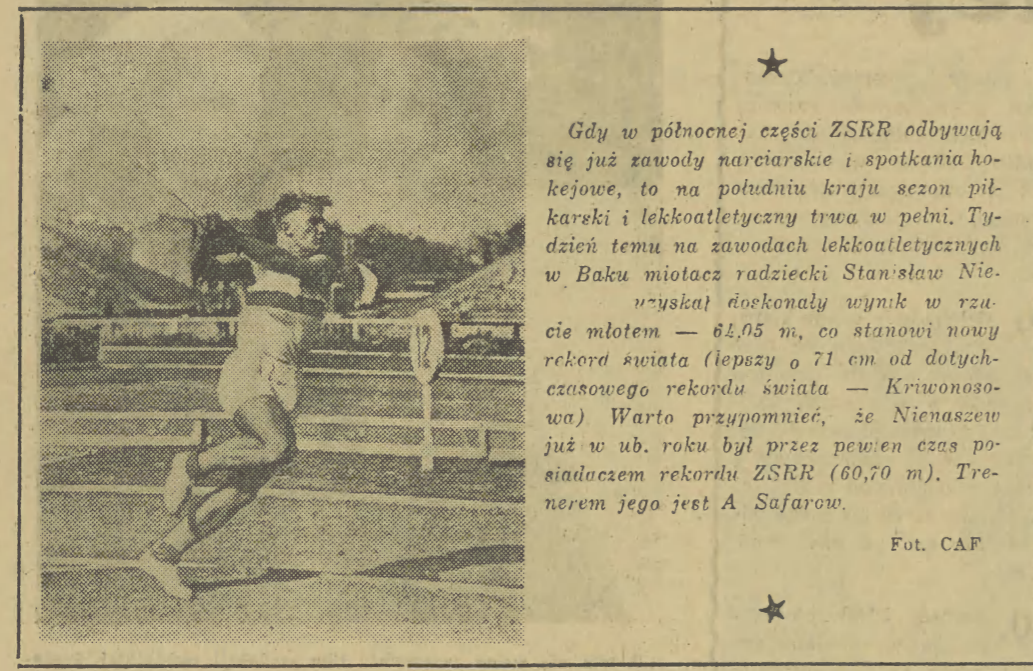 Gdy w północnej części ZSRR odbywają
się już zawody narciarskie i spotkania ho-
kejowe, to na południu kraju sezon pił-
karski i lekkoatletyczny trwa w pełni. Ty-
dzień temu na zawodach lekkoatletycznych
w Baku miotacz radziecki Stanisław Nie-
uzyskał doskonały wynik w rzu-
cie młotem — 64,05 m, co stanowi nowy
rekord świata (lepszy o 71 cm od dotych-
czasowego rekordu świata — Kriwonoso-
wa) Warto przypomnieć, że Nienaszew
już w ub. roku był przez pewien czas po-
siadaczem rekordu ZSRR (60,70 m). Tre-
nerem jego jest A Safarow.
Fot. CAF